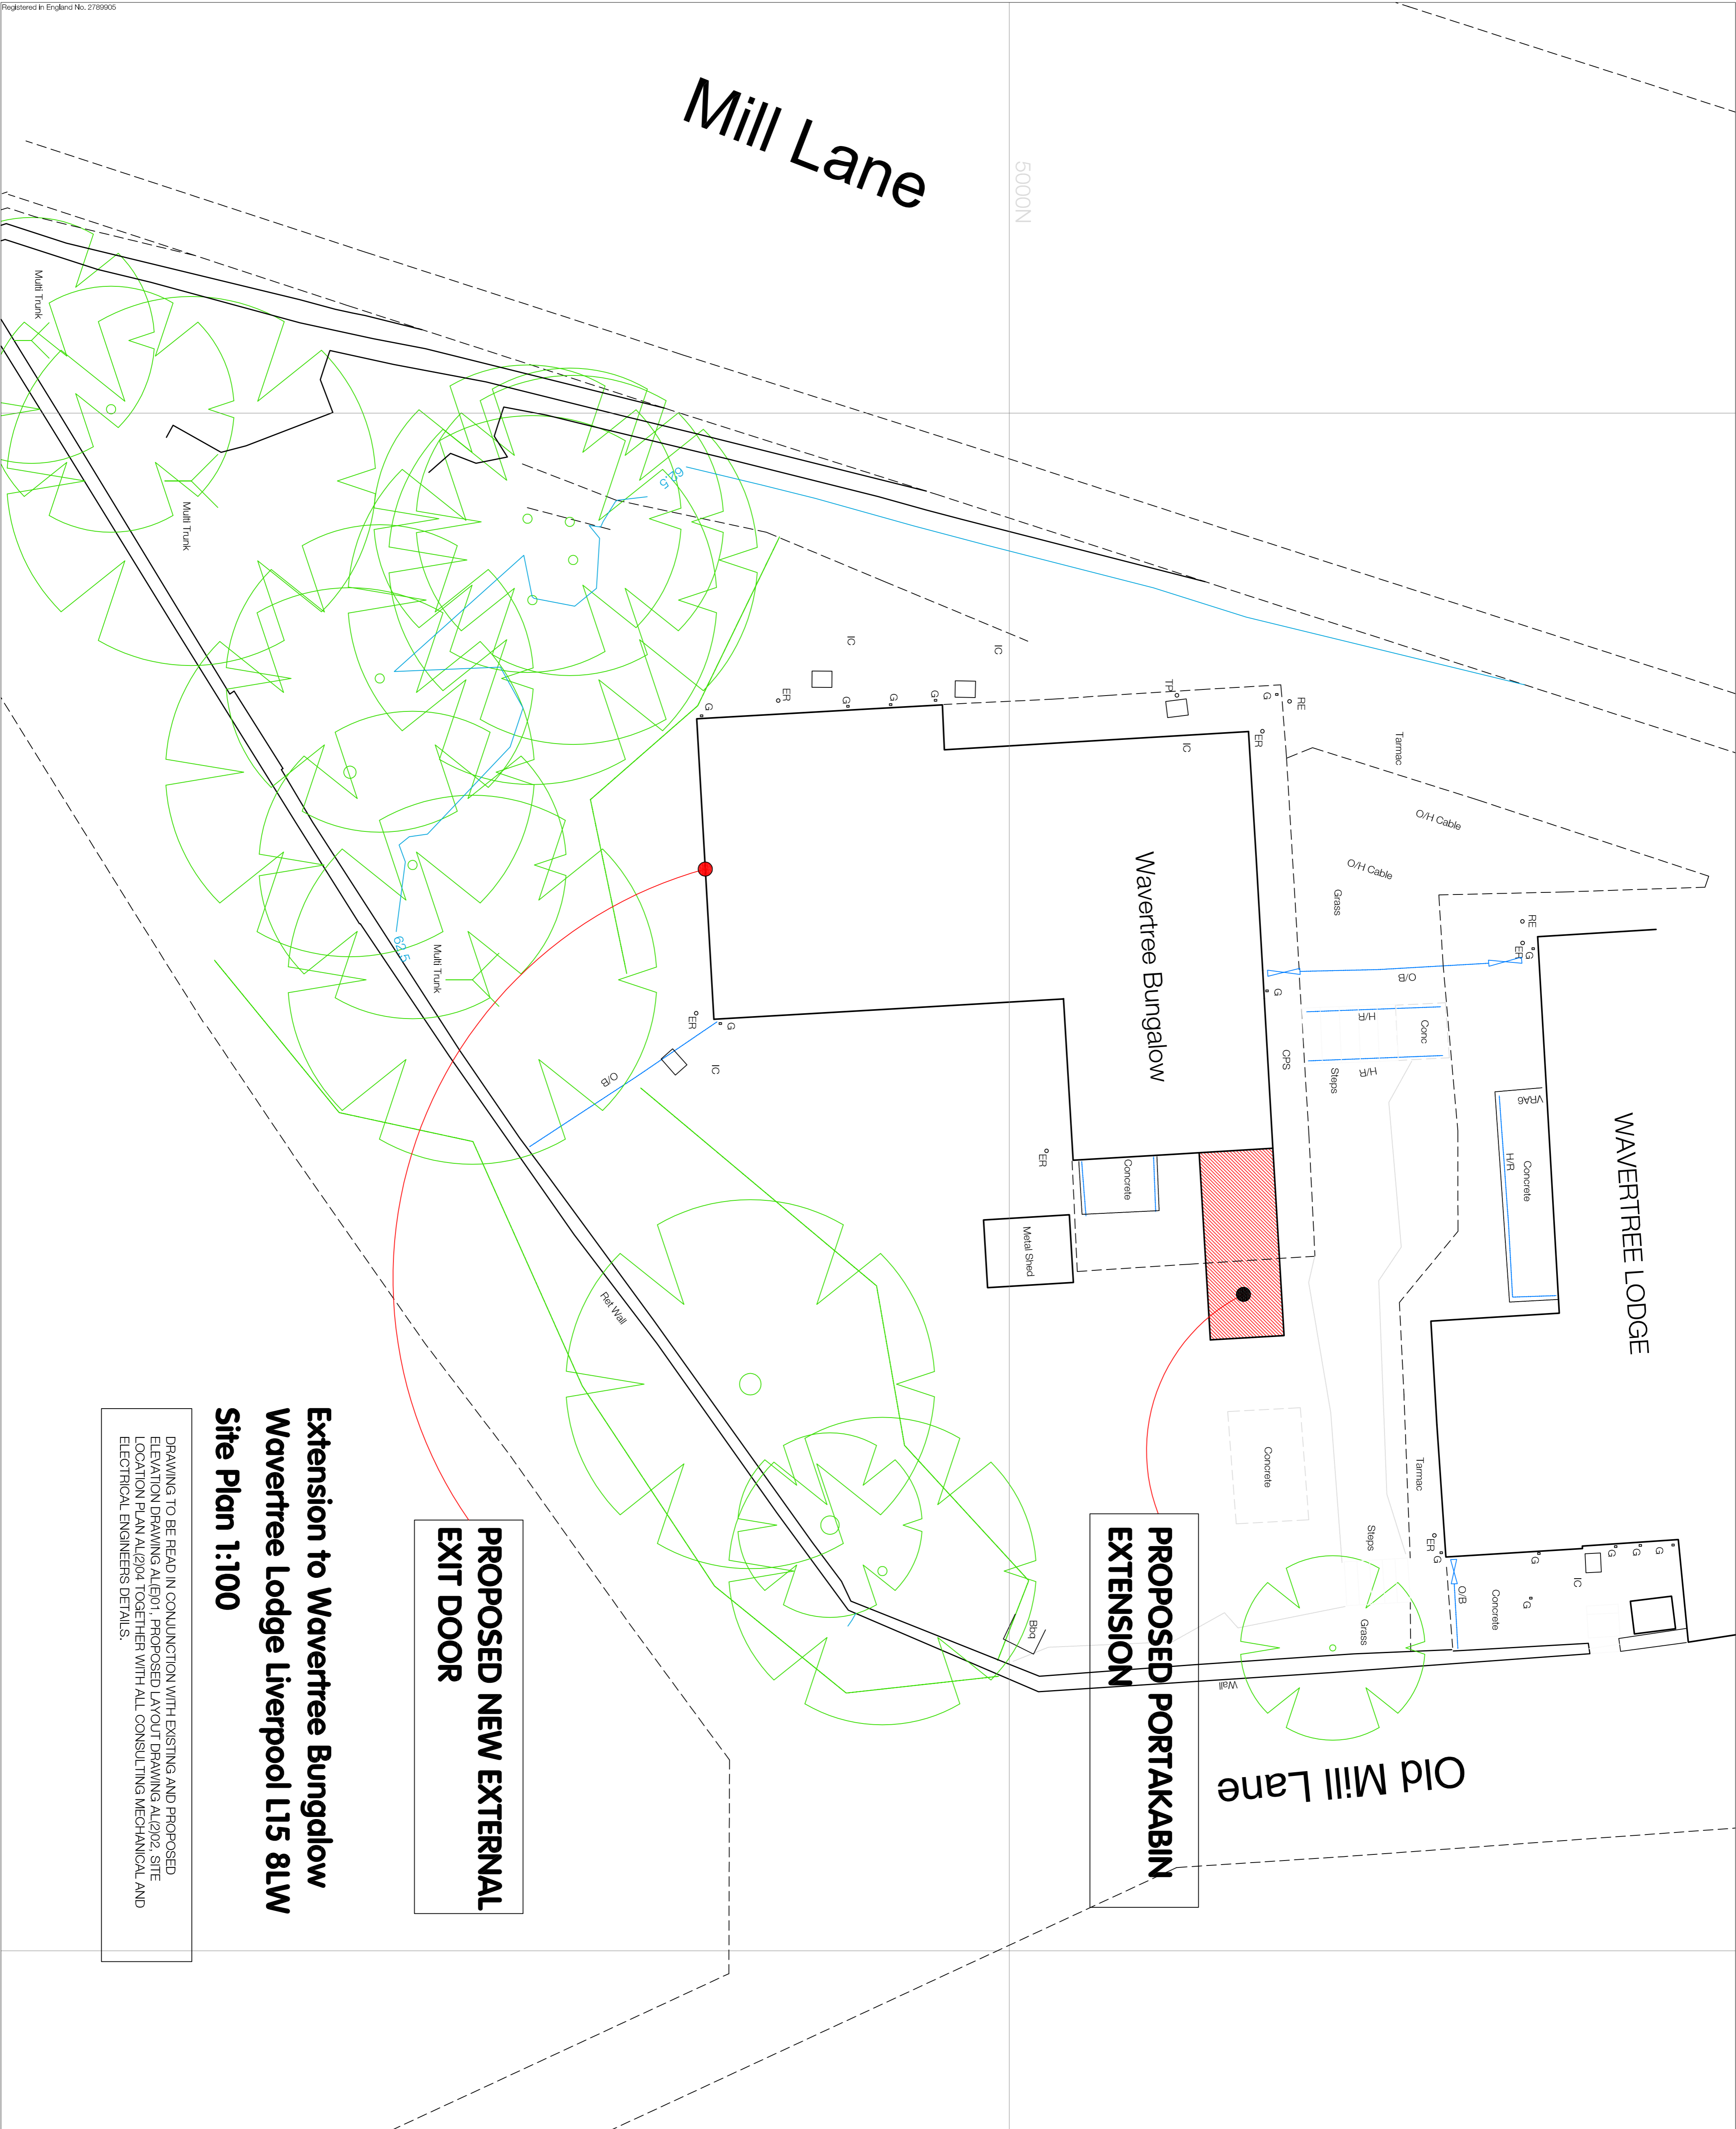 Registered in England No. 2789905
Mill Lane
5000N
Multi Trunk
Multi Trunk
62.5
IC
IC
ER
G
G
G
G
TP
G
RE
ER
IC
Tarmac
O/H Cable
O/H Cable
Grass
Wavertree Bungalow
RE
ER
G
O/B
G
H/R
Conc
H/R
CPS
Steps
VRA6
H/R
Concrete
WAVERTREE LODGE
62.5
Multi Trunk
ER
G
IC
O/B
ER
Concrete
Metal Shed
Ret Wall
Concrete
Tarmac
Steps
ER
G
G
G
G
G
IC
G
O/B
Concrete
Grass
Bbq
Wall
Old Mill Lane
PROPOSED PORTAKABIN
EXTENSION
PROPOSED NEW EXTERNAL
EXIT DOOR
Extension to Wavertree Bungalow
Wavertree Lodge Liverpool L15 8LW
Site Plan 1:100
DRAWING TO BE READ IN CONJUNCTION WITH EXISTING AND PROPOSED
ELEVATION DRAWING AL(E)01, PROPOSED LAYOUT DRAWING AL(2)02, SITE
LOCATION PLAN AL(2)04 TOGETHER WITH ALL CONSULTING MECHANICAL AND
ELECTRICAL ENGINEERS DETAILS.